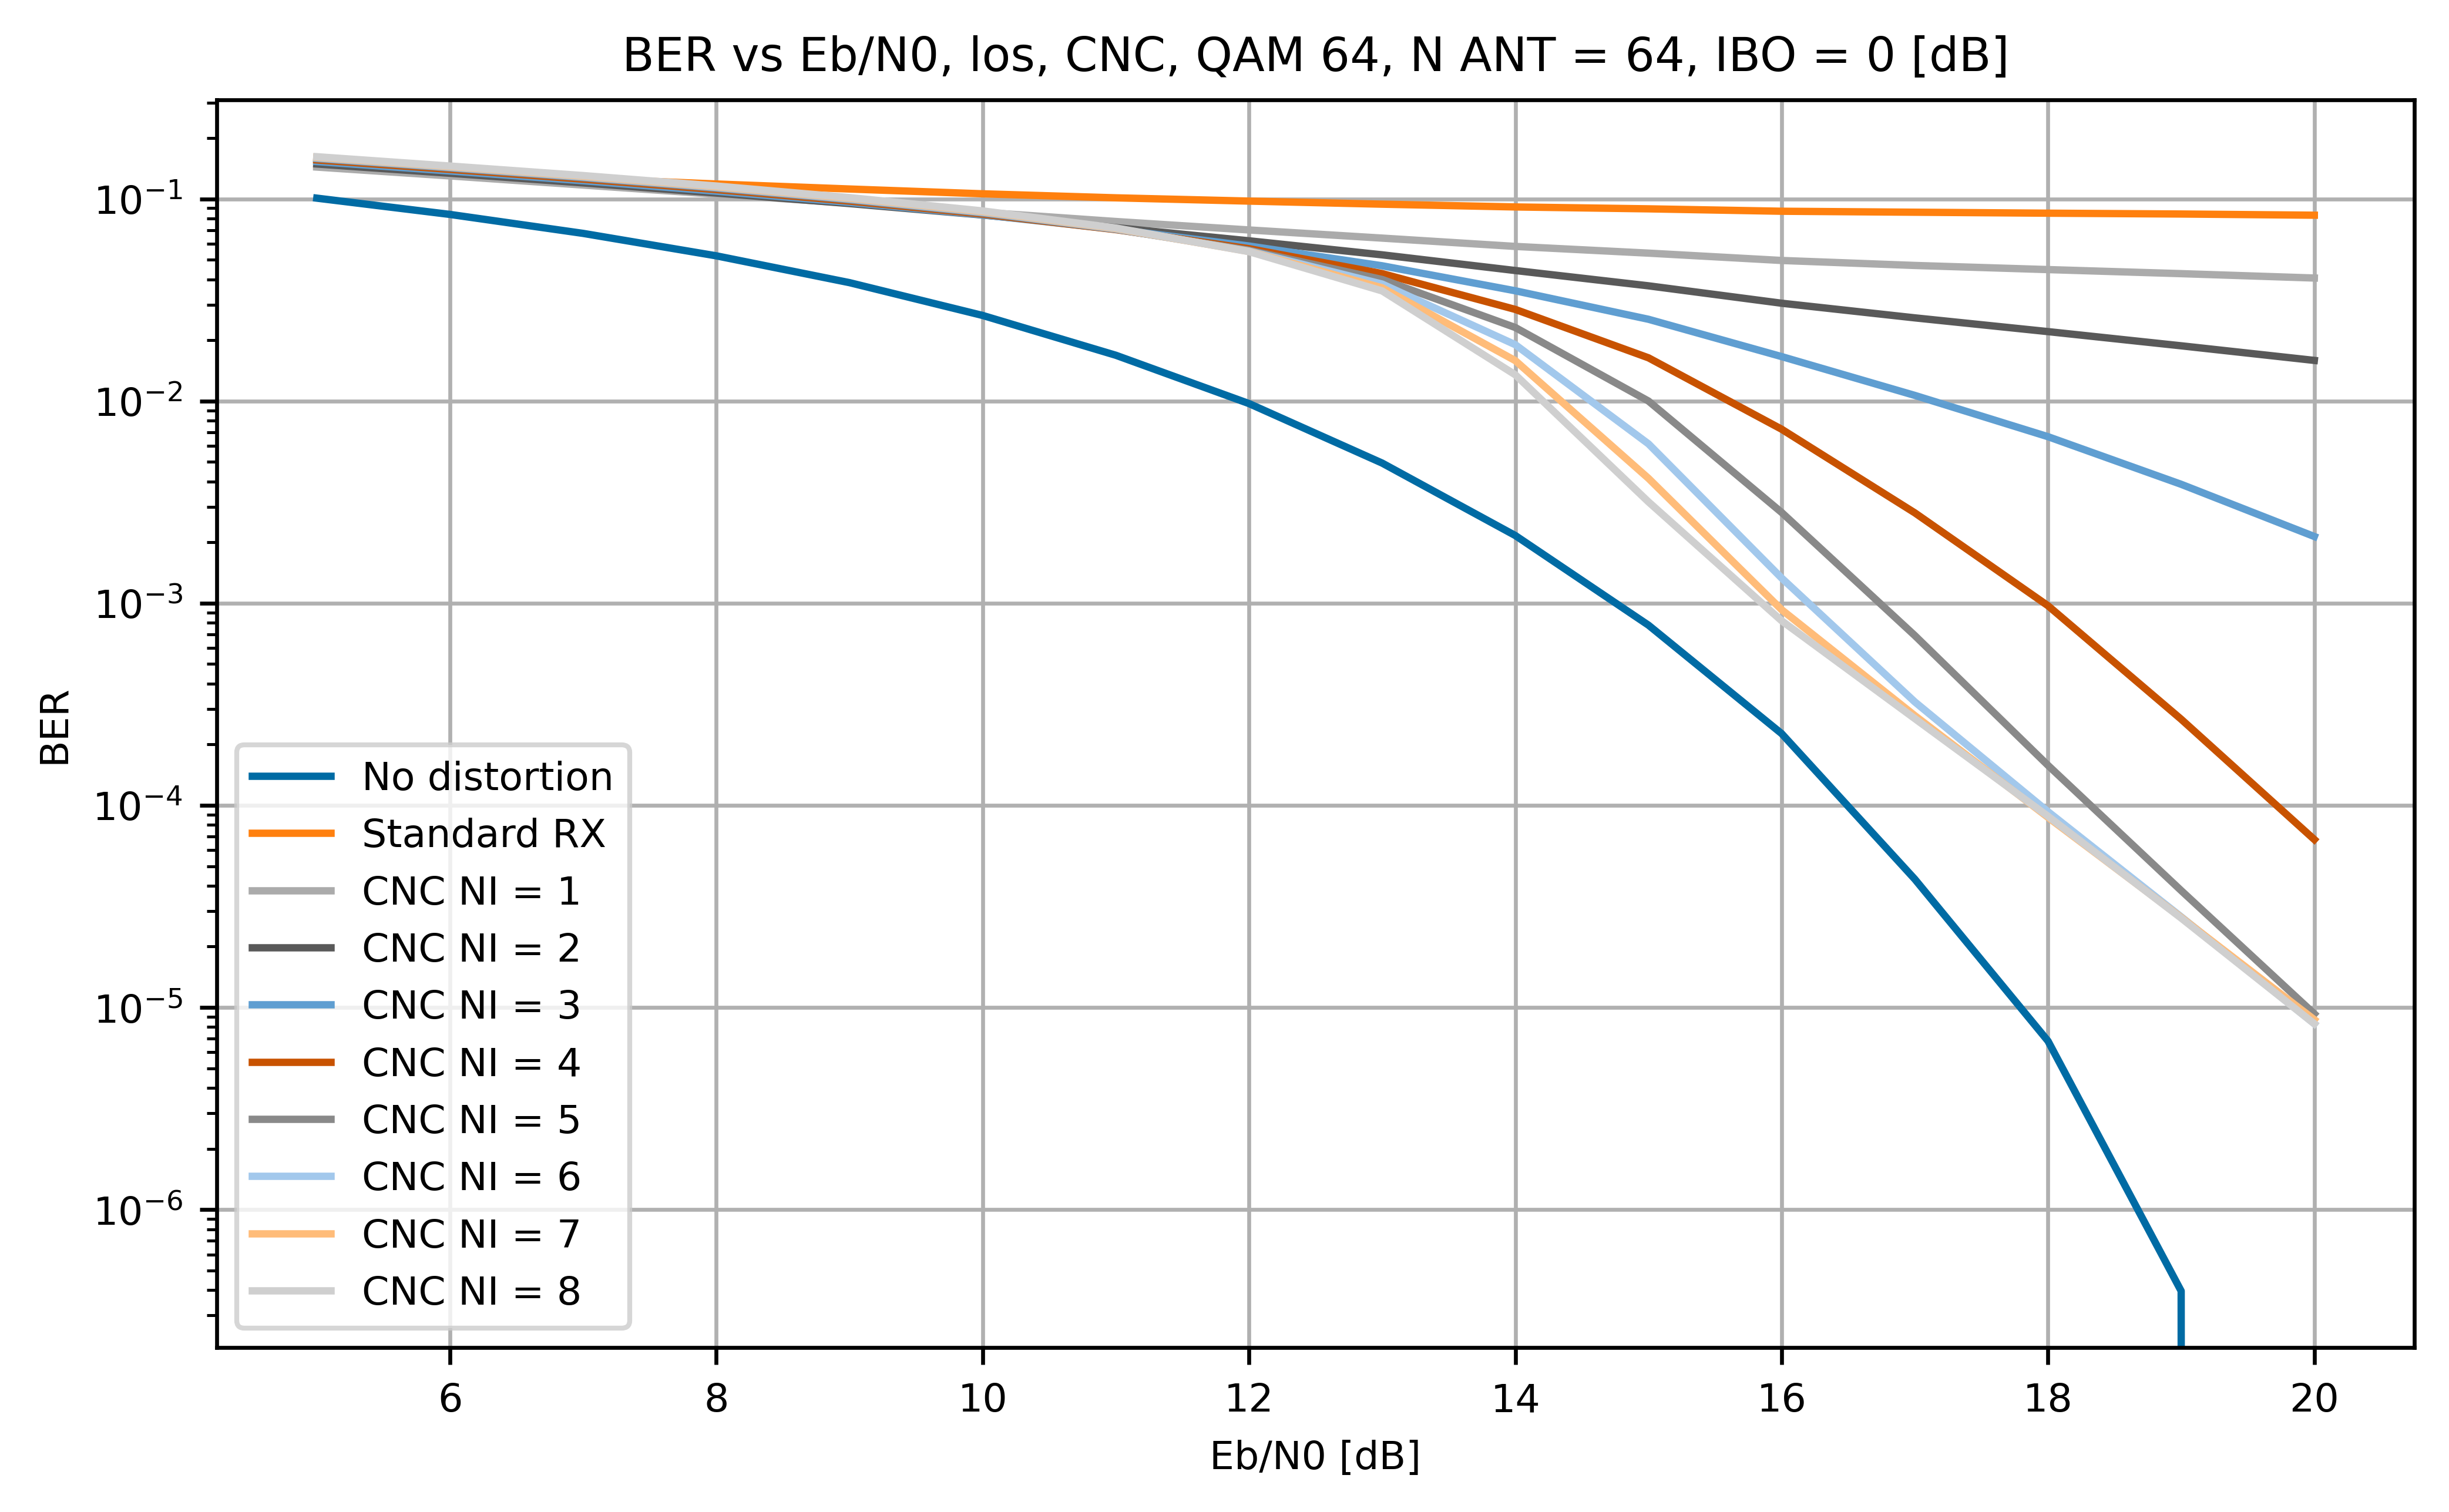 BER vs Eb/N0, los, CNC, QAM 64, N ANT = 64, IBO = 0 [dB]
BER
10⁻¹
10⁻²
10⁻³
10⁻⁴
10⁻⁵
10⁻⁶
No distortion
Standard RX
CNC NI = 1
CNC NI = 2
CNC NI = 3
CNC NI = 4
CNC NI = 5
CNC NI = 6
CNC NI = 7
CNC NI = 8
6 8 10 12 14 16 18 20
Eb/N0 [dB]